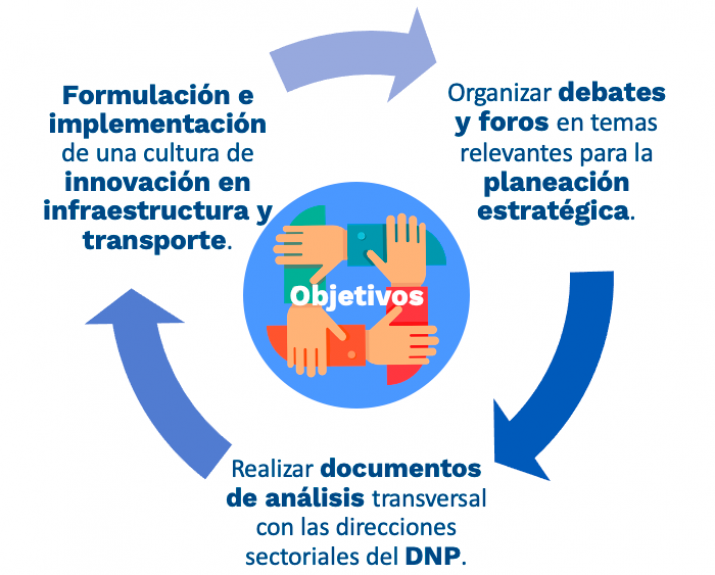 Formulación e
implementación
de una cultura de
innovación en
infraestructura y
transporte.
Organizar debates
y foros en temas
relevantes para la
planeación
estratégica.
Objetivos
Realizar documentos
de análisis transversal
con las direcciones
sectoriales del DNP.